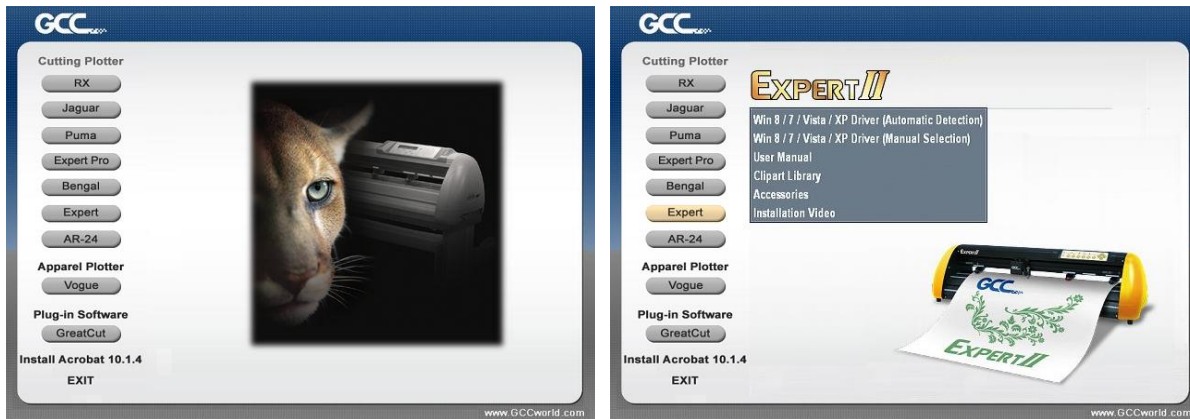 GCC
Cutting Plotter
RX
Jaguar
Puma
Expert Pro
Bengal
Expert
AR-24
Apparel Plotter
Vogue
Plug-in Software
GreatCut
Install Acrobat 10.1.4
EXIT
www.GCCworld.com
GCC
Cutting Plotter
RX
Jaguar
Puma
Expert Pro
Bengal
Expert
AR-24
Apparel Plotter
Vogue
Plug-in Software
GreatCut
Install Acrobat 10.1.4
EXIT
EXPERT II
Win 8 / 7 / Vista / XP Driver (Automatic Detection)
Win 8 / 7 / Vista / XP Driver (Manual Selection)
User Manual
Clipart Library
Accessories
Installation Video
Expert II
GCC
EXPERT II
www.GCCworld.com